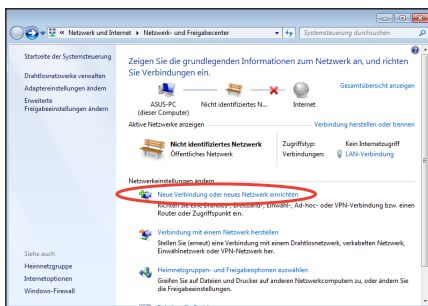 « Netzwerk und Internet ▸ Netzwerk- und Freigabecenter
Systemsteuerung durchsuchen
Startseite der Systemsteuerung
Drahtlosnetzwerke verwalten
Adaptereinstellungen ändern
Erweiterte
Freigabeeinstellungen ändern
Zeigen Sie die grundlegenden Informationen zum Netzwerk an, und richten
Sie Verbindungen ein.
Gesamtübersicht anzeigen
ASUS-PC
(dieser Computer)
Nicht identifiziertes N...
Internet
Aktive Netzwerke anzeigen
Verbindung herstellen oder trennen
Nicht identifiziertes Netzwerk
Öffentliches Netzwerk
Zugriffstyp: Kein Internetzugriff
Verbindungen: LAN-Verbindung
Netzwerkeinstellungen ändern
Neue Verbindung oder neues Netzwerk einrichten
Richten Sie eine Drahtlos-, Breitband-, Einwähl-, Ad-hoc- oder VPN-Verbindung bzw. einen
Router oder Zugriffspunkt ein.
Verbindung mit einem Netzwerk herstellen
Stellen Sie (erneut) eine Verbindung mit einem Drahtlosnetzwerk, verkabelten Netzwerk,
Einwählnetzwerk oder VPN-Netzwerk her.
Heimnetzgruppen- und Freigabeoptionen auswählen
Greifen Sie auf Dateien und Drucker auf anderen Netzwerkcomputern zu, oder ändern Sie
die Freigabeeinstellungen.
Siehe auch
Heimnetzgruppe
Internetoptionen
Windows-Firewall